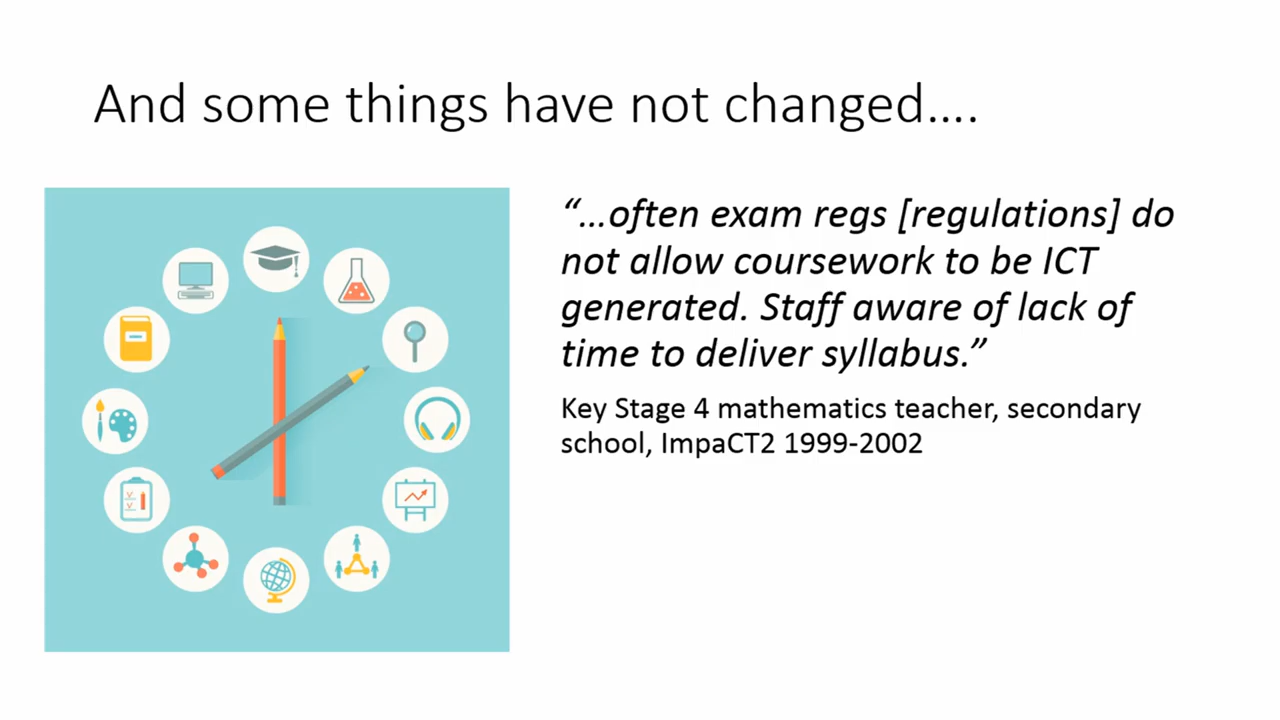 And some things have not changed....
“...often exam regs [regulations] do
not allow coursework to be ICT
generated. Staff aware of lack of
time to deliver syllabus.”
Key Stage 4 mathematics teacher, secondary
school, ImpaCT2 1999-2002